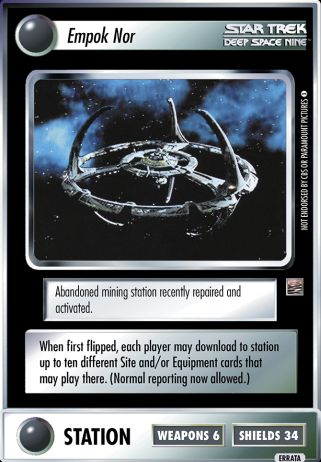 Empok Nor
STAR TREK
DEEP SPACE NINE™
NOT ENDORSED BY CBS OR PARAMOUNT PICTURES
Abandoned mining station recently repaired and
activated.
When first flipped, each player may download to station
up to ten different Site and/or Equipment cards that
may play there. (Normal reporting now allowed.)
STATION
WEAPONS 6
SHIELDS 34
ERRATA